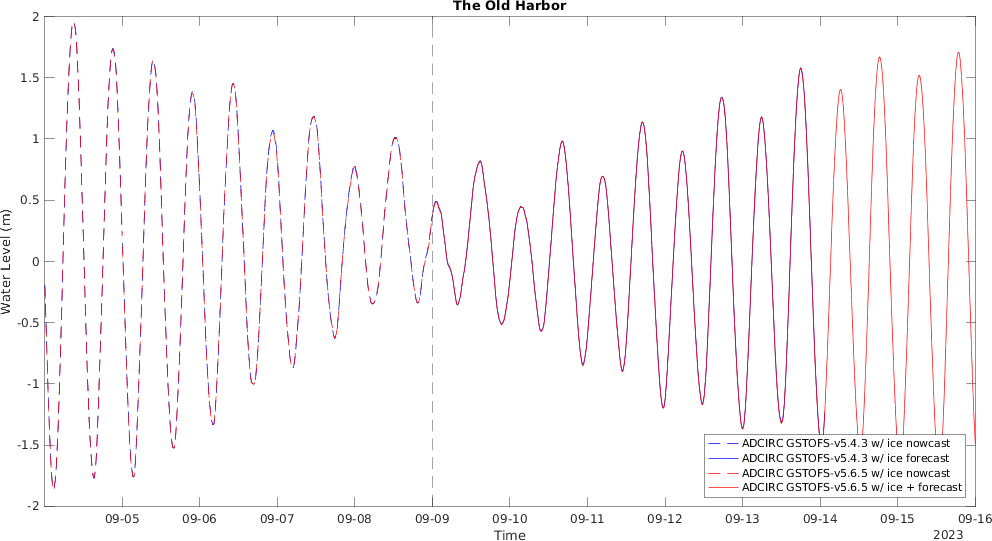 The Old Harbor
2
1.5
1
0.5
0
-0.5
-1
-1.5
-2
Water Level (m)
ADCIRC GSTOFS-v5.4.3 w/ ice nowcast
ADCIRC GSTOFS-v5.4.3 w/ ice forecast
ADCIRC GSTOFS-v5.6.5 w/ ice nowcast
ADCIRC GSTOFS-v5.6.5 w/ ice + forecast
09-05 09-06 09-07 09-08 09-09 09-10 09-11 09-12 09-13 09-14 09-15 09-16
Time
2023